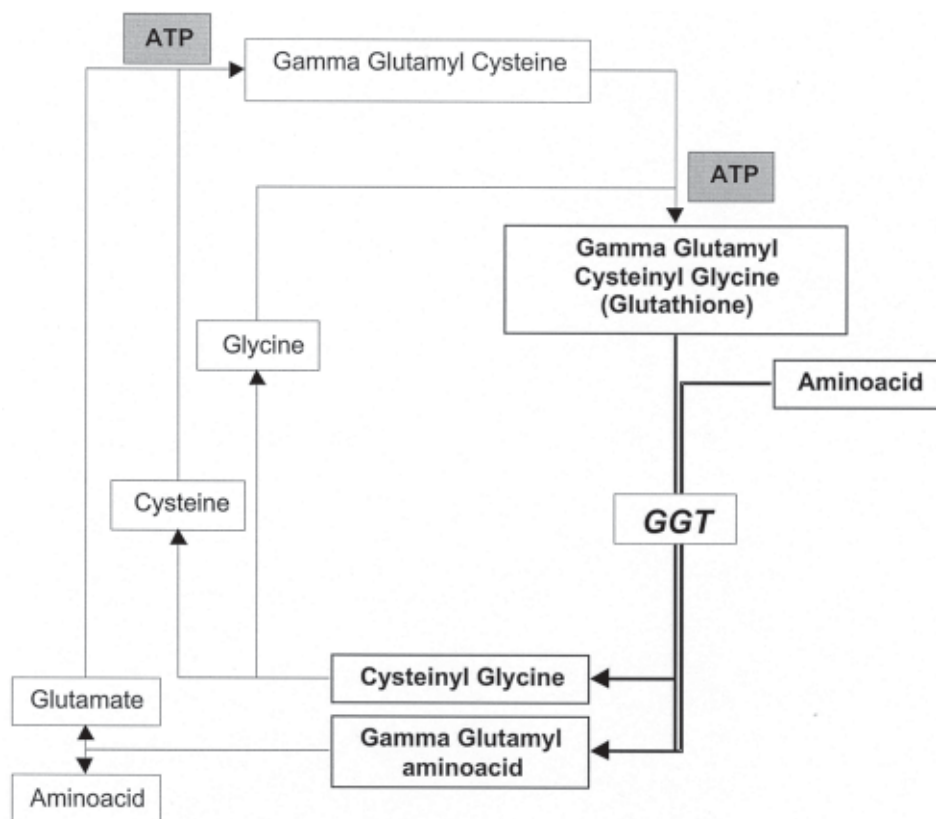 ATP
Gamma Glutamyl Cysteine
ATP
Gamma Glutamyl
Cysteinyl Glycine
(Glutathione)
Glycine
Aminoacid
Cysteine
GGT
Cysteinyl Glycine
Glutamate
Gamma Glutamyl
aminoacid
Aminoacid